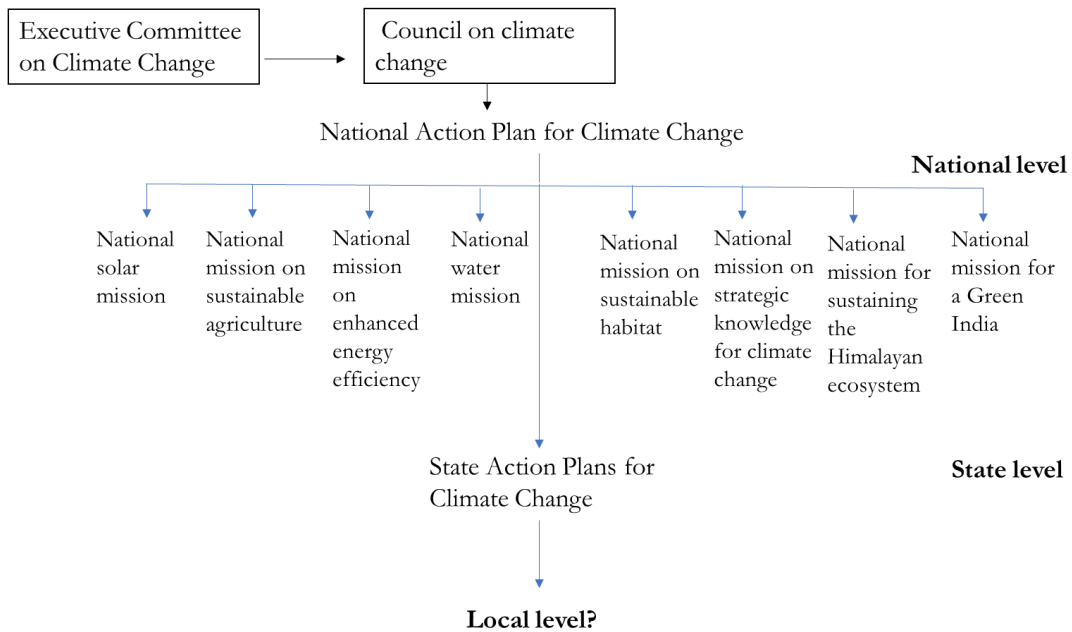 Executive Committee
on Climate Change
Council on climate
change
National Action Plan for Climate Change
National level
National
solar
mission
National
mission on
sustainable
agriculture
National
mission
on
enhanced
energy
efficiency
National
water
mission
National
mission on
sustainable
habitat
National
mission on
strategic
knowledge
for climate
change
National
mission for
sustaining
the
Himalayan
ecosystem
National
mission for
a Green
India
State Action Plans for
Climate Change
State level
Local level?